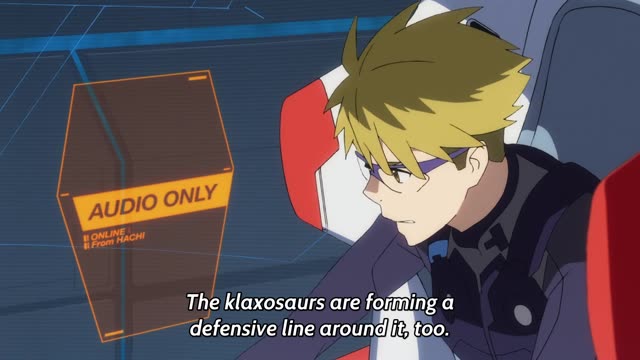 AUDIO ONLY
ONLINE :
From HACHI
The klaxosaurs are forming a
defensive line around it, too.